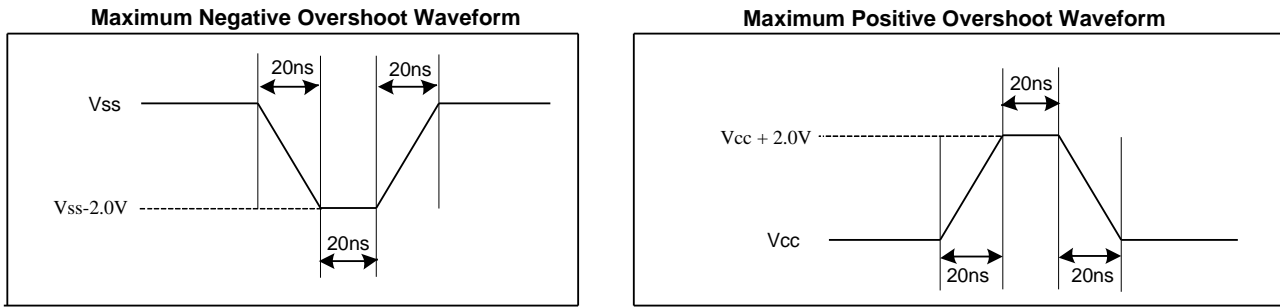 Maximum Negative Overshoot Waveform
20ns
20ns
Vss
Vss-2.0V
20ns
Maximum Positive Overshoot Waveform
20ns
Vcc + 2.0V
Vcc
20ns
20ns